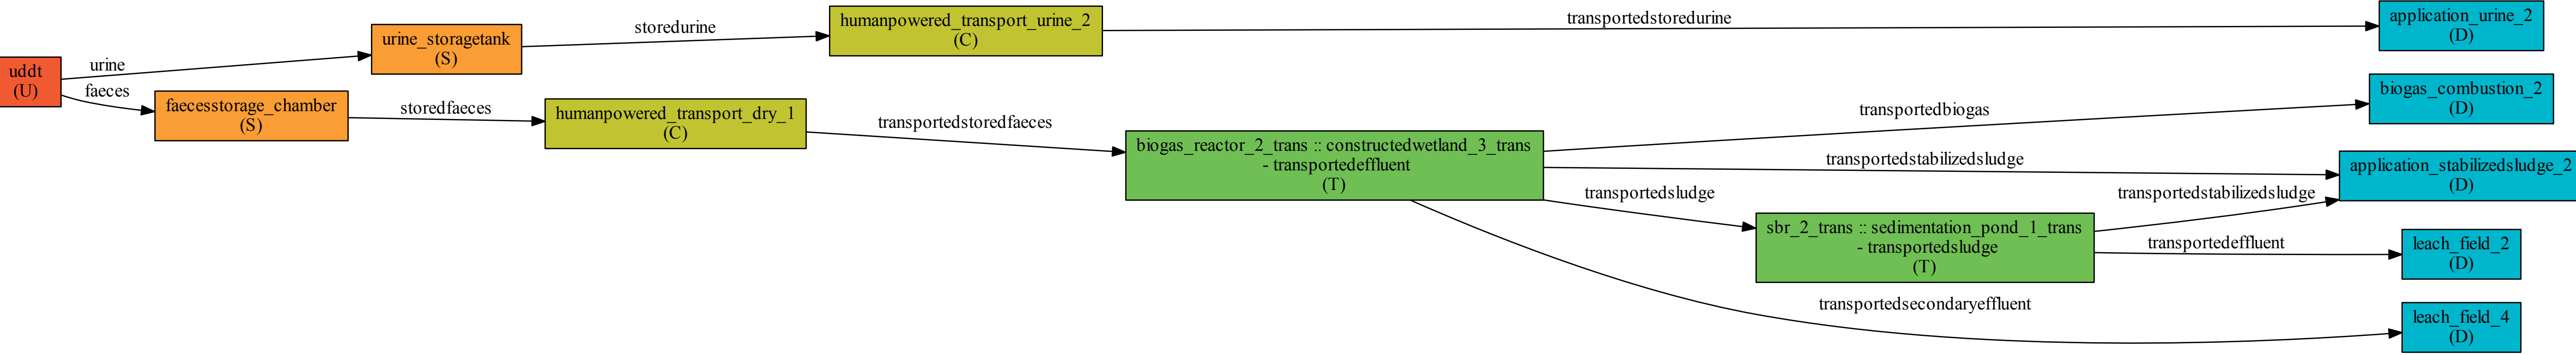 uddt
(U)
urine
faeces
urine_storagetank
(S)
faecesstorage_chamber
(S)
storedurine
storedfaeces
humanpowered_transport_urine_2
(C)
humanpowered_transport_dry_1
(C)
transportedstoredurine
transportedstoredfaeces
biogas_reactor_2_trans :: constructedwetland_3_trans
- transportedeffluent
(T)
transportedbiogas
transportedstabilizedsludge
transportedsludge
transportedsecondaryeffluent
sbr_2_trans :: sedimentation_pond_1_trans
- transportedsludge
(T)
transportedstabilizedsludge
transportedeffluent
application_urine_2
(D)
biogas_combustion_2
(D)
application_stabilizedsludge_2
(D)
leach_field_2
(D)
leach_field_4
(D)